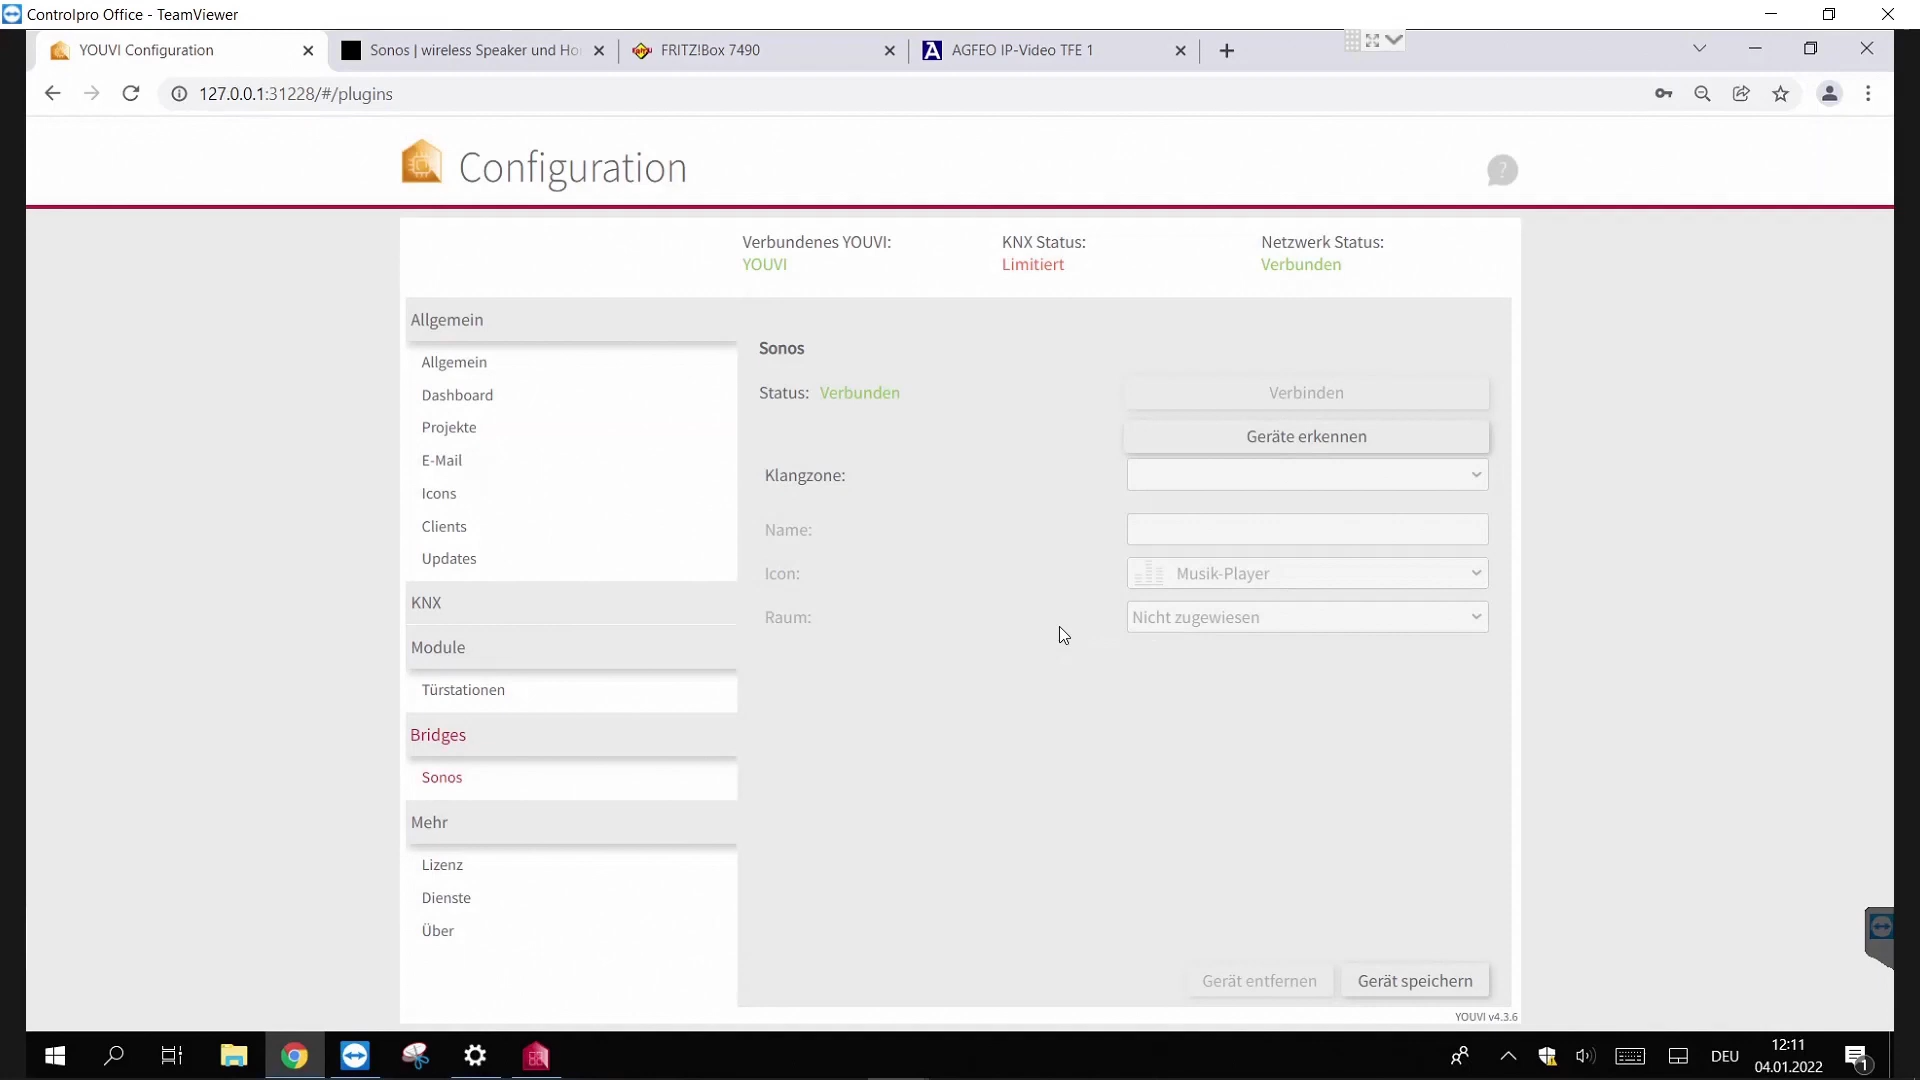 Controlpro Office - TeamViewer
YOUVI Configuration
Sonos | wireless Speaker und Ho
FRITZ!Box 7490
AGFEO IP-Video TFE 1
127.0.0.1:31228/#/plugins
Configuration
?
Verbundenes YOUVI:
KNX Status:
Netzwerk Status:
YOUVI
Limitiert
Verbunden
Allgemein
Allgemein
Dashboard
Projekte
E-Mail
Icons
Clients
Updates
KNX
Module
Türstationen
Bridges
Sonos
Mehr
Lizenz
Dienste
Über
Sonos
Status: Verbunden
Verbinden
Geräte erkennen
Klangzone:
Name:
Icon:
Musik-Player
Raum:
Nicht zugewiesen
Gerät entfernen
Gerät speichern
YOUVI v4.3.6
DEU
12:11
04.01.2022
1